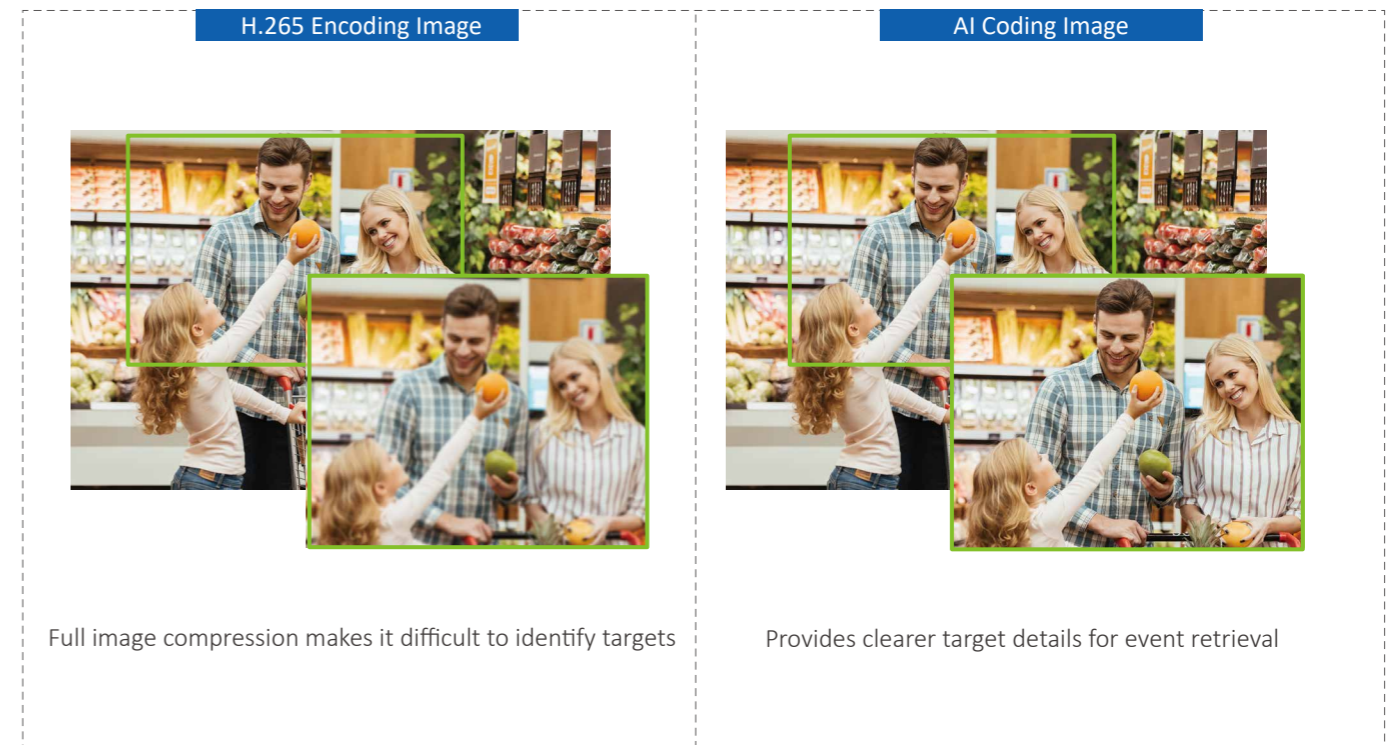 H.265 Encoding Image
AI Coding Image
Full image compression makes it difficult to identify targets
Provides clearer target details for event retrieval